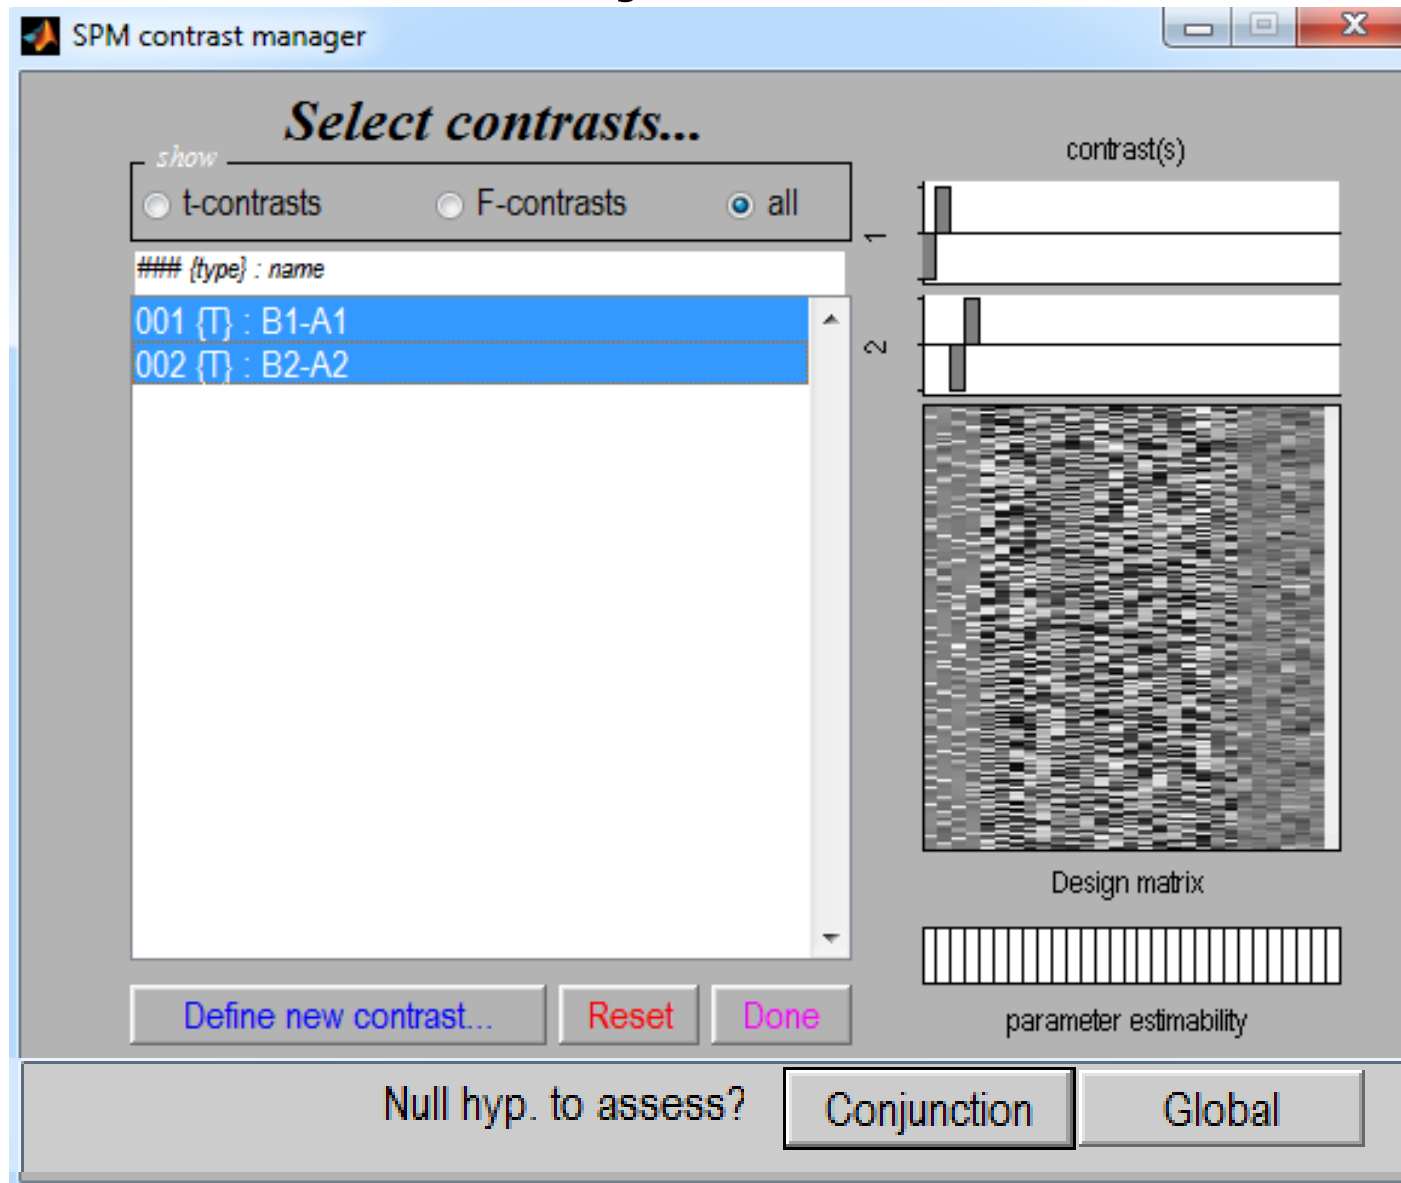 SPM contrast manager
Select contrasts...
show
t-contrasts F-contrasts all
### {type} : name
001 {T} : B1-A1
002 {T} : B2-A2
contrast(s)
1
2
Design matrix
parameter estimability
Define new contrast... Reset Done
Null hyp. to assess? Conjunction Global